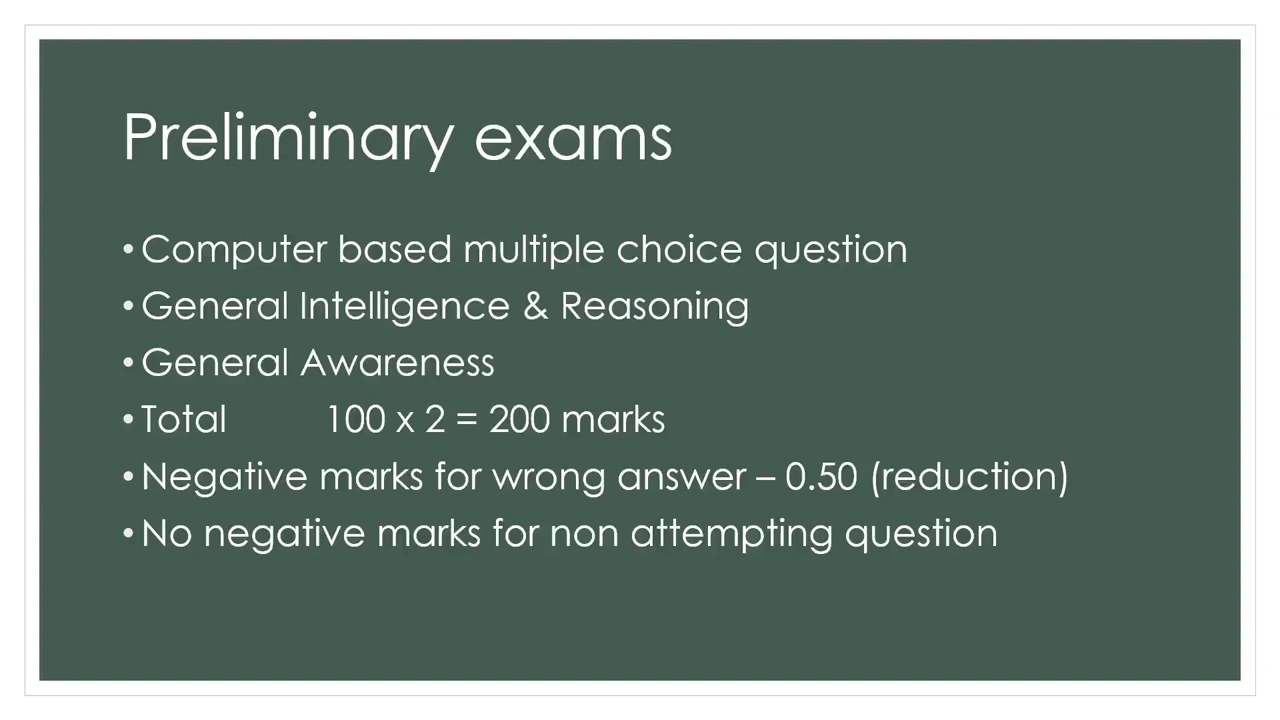 Preliminary exams
• Computer based multiple choice question
• General Intelligence & Reasoning
• General Awareness
• Total 100 x 2 = 200 marks
• Negative marks for wrong answer – 0.50 (reduction)
• No negative marks for non attempting question